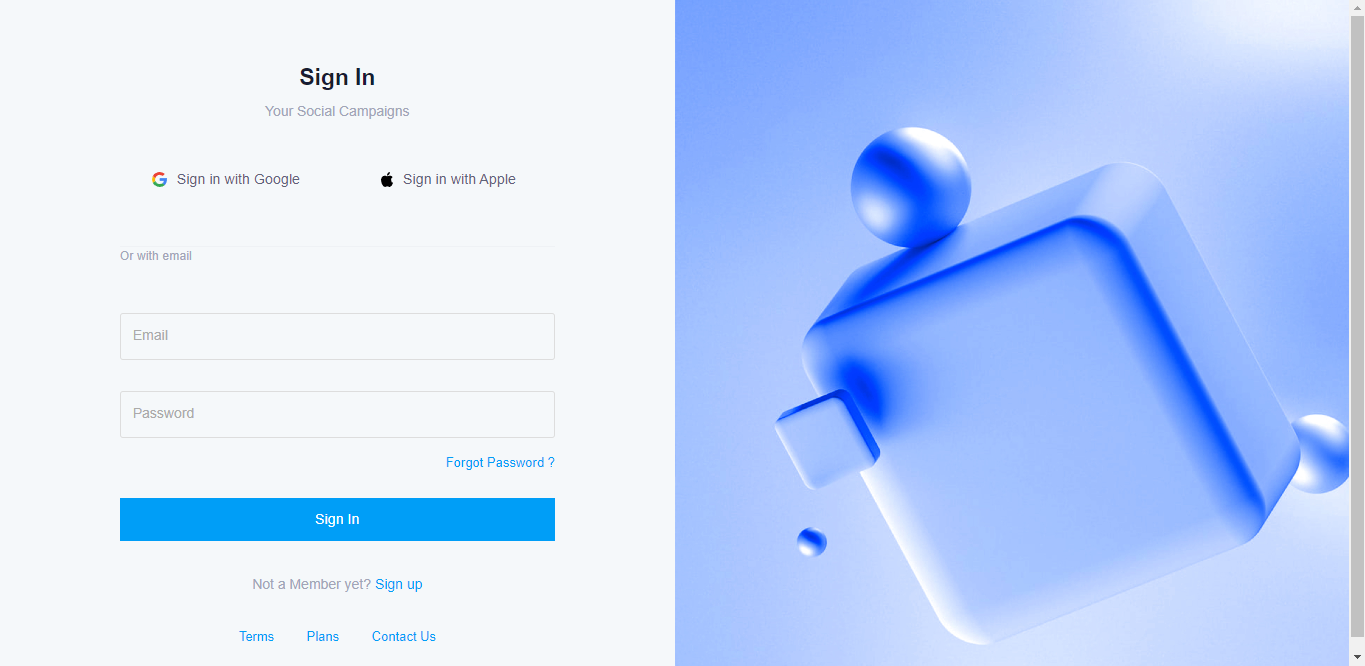 Sign In
Your Social Campaigns
Sign in with Google Sign in with Apple
Or with email
Email
Password
Forgot Password ?
Sign In
Not a Member yet? Sign up
Terms Plans Contact Us